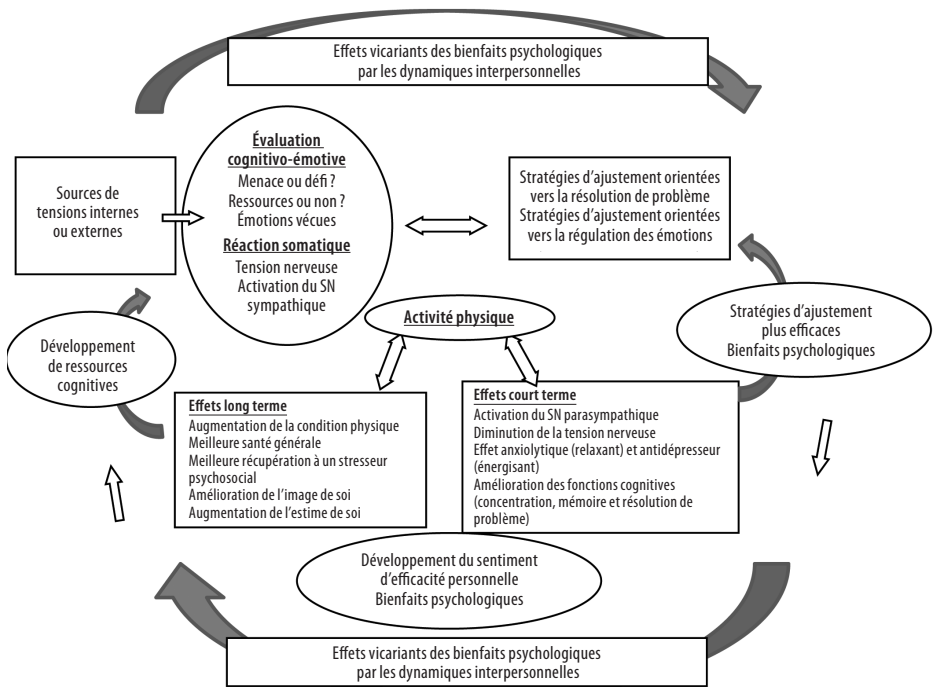 Effets vicariants des bienfaits psychologiques
par les dynamiques interpersonnelles
Sources de
tensions internes
ou externes
Évaluation
cognitivo-émotive
Menace ou défi ?
Ressources ou non ?
Émotions vécues
Réaction somatique
Tension nerveuse
Activation du SN
sympathique
Stratégies d’ajustement orientées
vers la résolution de problème
Stratégies d’ajustement orientées
vers la régulation des émotions
Activité physique
Stratégies d’ajustement
plus efficaces
Bienfaits psychologiques
Développement
de ressources
cognitives
Effets long terme
Augmentation de la condition physique
Meilleure santé générale
Meilleure récupération à un stresseur
psychosocial
Amélioration de l’image de soi
Augmentation de l’estime de soi
Effets court terme
Activation du SN parasympathique
Diminution de la tension nerveuse
Effet anxiolytique (relaxant) et antidépresseur
(énergisant)
Amélioration des fonctions cognitives
(concentration, mémoire et résolution de
problème)
Développement du sentiment
d’efficacité personnelle
Bienfaits psychologiques
Effets vicariants des bienfaits psychologiques
par les dynamiques interpersonnelles